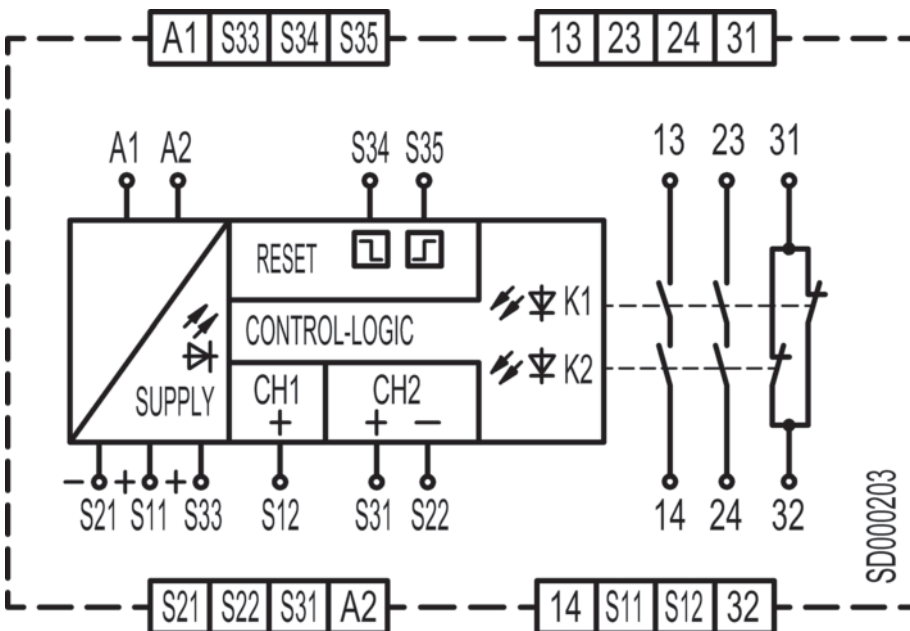 A1 S33 S34 S35 13 23 24 31
A1 A2 S34 S35 13 23 31
RESET
K1
CONTROL-LOGIC
K2
SUPPLY
CH1 CH2
+ + −
− + +
S21 S11 S33 S12 S31 S22 14 24 32
SD000203
S21 S22 S31 A2 14 S11 S12 32